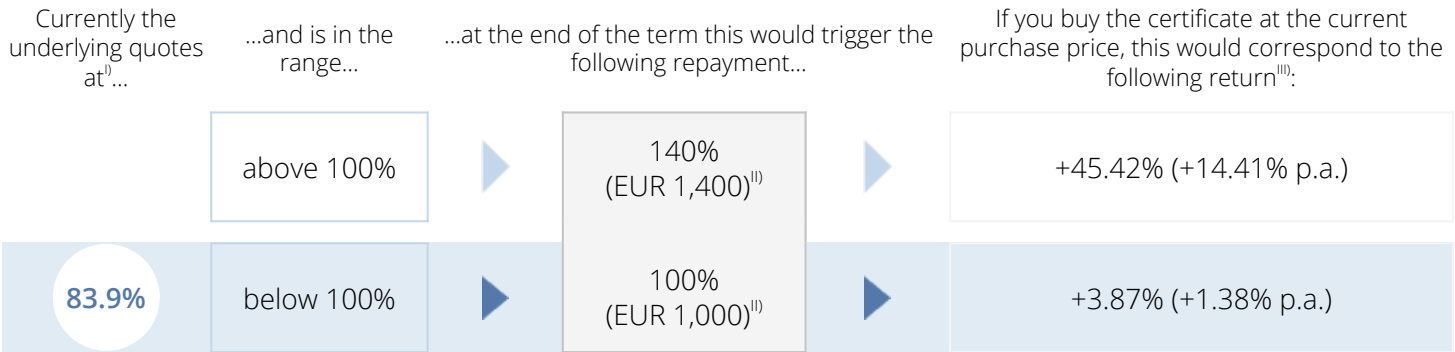 Currently the
underlying quotes
at^I)...
...and is in the
range...
...at the end of the term this would trigger the
following repayment...
If you buy the certificate at the current
purchase price, this would correspond to the
following return^III):
above 100%
140%
(EUR 1,400)^II)
+45.42% (+14.41% p.a.)
83.9%
below 100%
100%
(EUR 1,000)^II)
+3.87% (+1.38% p.a.)